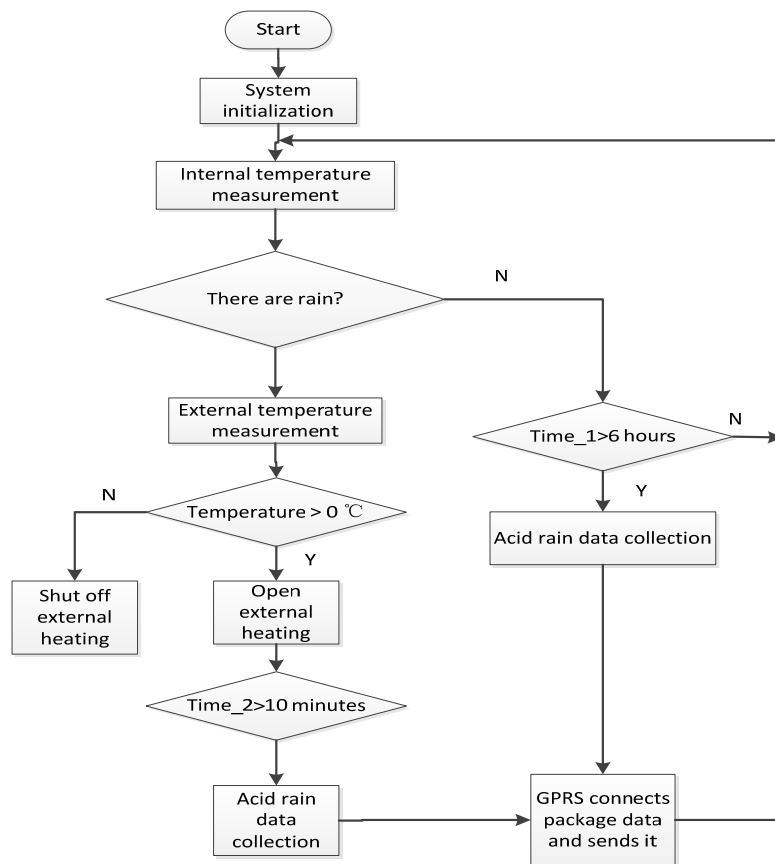 Start
System
initialization
Internal temperature
measurement
N
There are rain?
External temperature
measurement
Time_1>6 hours
N
N
Temperature > 0 ℃
Y
Acid rain data collection
Y
Shut off
external
heating
Open
external
heating
Time_2>10 minutes
Acid rain
data
collection
GPRS connects
package data
and sends it